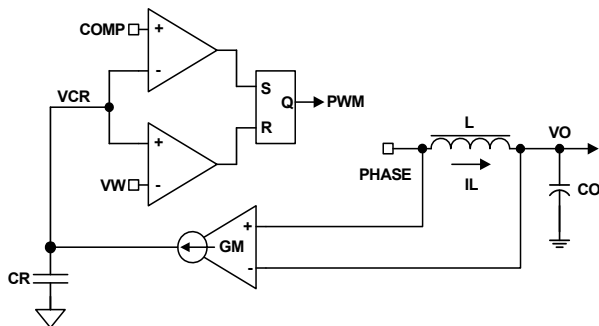 COMP
+
-
VCR
S
Q
PWM
R
+
-
VW
L
VO
PHASE
IL
CO
+
GM
-
CR